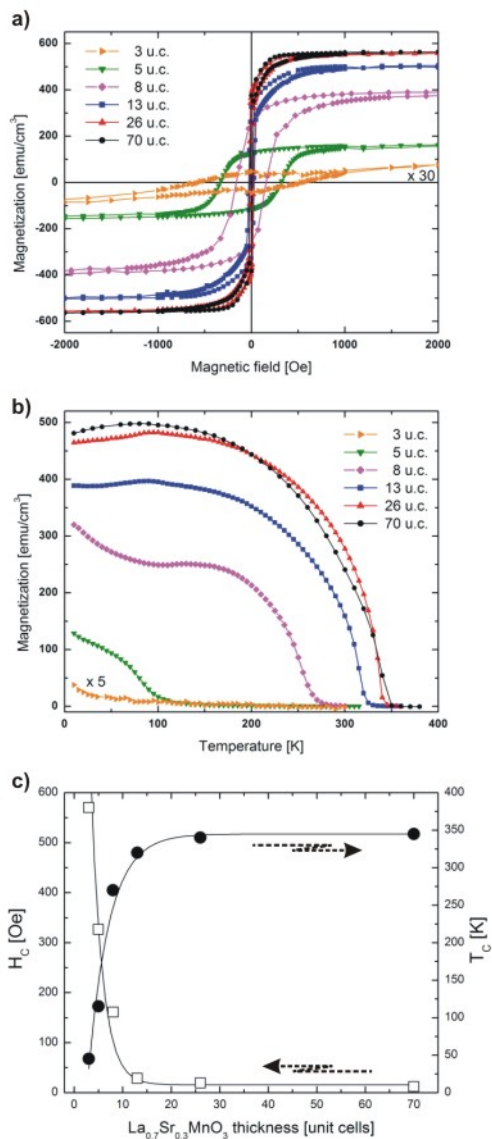 a)
600
400
200
0
-200
-400
-600
Magnetization [emu/cm³]
3 u.c.
5 u.c.
8 u.c.
13 u.c.
26 u.c.
70 u.c.
x 30
-2000 -1000 0 1000 2000
Magnetic field [Oe]
b)
500
400
300
200
100
0
Magnetization [emu/cm³]
3 u.c.
5 u.c.
8 u.c.
13 u.c.
26 u.c.
70 u.c.
x 5
0 100 200 300 400
Temperature [K]
c)
600
500
400
300
200
100
0
H_C [Oe]
400
350
300
250
200
150
100
50
0
T_C [K]
0 10 20 30 40 50 60 70
La₀.₇Sr₀.₃MnO₃ thickness [unit cells]